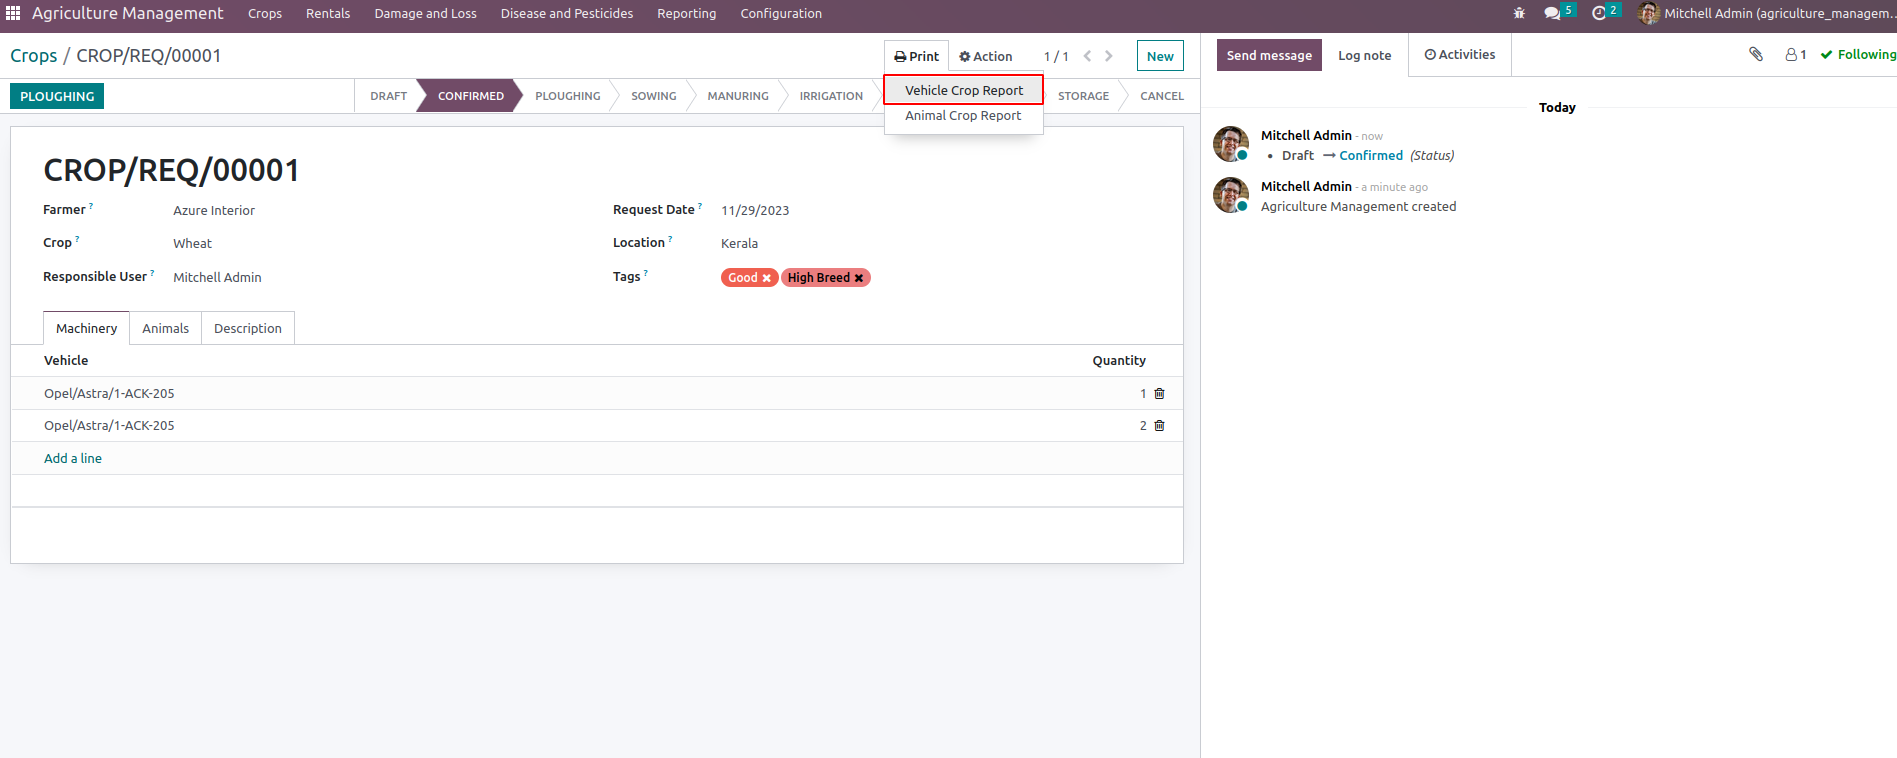 Agriculture Management Crops Rentals Damage and Loss Disease and Pesticides Reporting Configuration 5 2 Mitchell Admin (agriculture_managem...
Crops / CROP/REQ/00001 Print Action 1 / 1 New
Send message Log note Activities 1 Following
PLOUGHING DRAFT CONFIRMED PLOUGHING SOWING MANURING IRRIGATION STORAGE CANCEL
Vehicle Crop Report
Animal Crop Report
CROP/REQ/00001
Farmer ? Azure Interior Request Date ? 11/29/2023
Crop ? Wheat Location ? Kerala
Responsible User ? Mitchell Admin Tags ? Good ✖ High Breed ✖
Machinery Animals Description
Vehicle Quantity
Opel/Astra/1-ACK-205 1
Opel/Astra/1-ACK-205 2
Add a line
Today
Mitchell Admin - now
• Draft → Confirmed (Status)
Mitchell Admin - a minute ago
Agriculture Management created